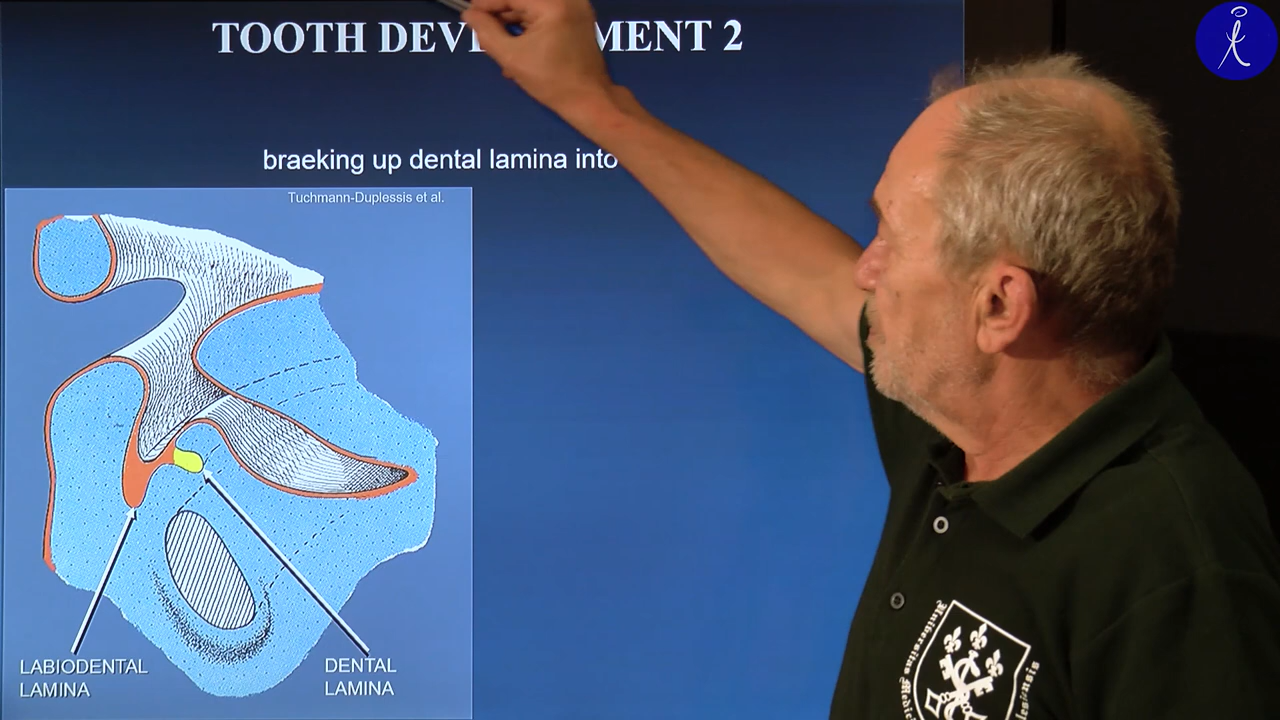 TOOTH DEV MENT 2
braeking up dental lamina into
Tuchmann-Duplessis et al.
LABIODENTAL
LAMINA
DENTAL
LAMINA